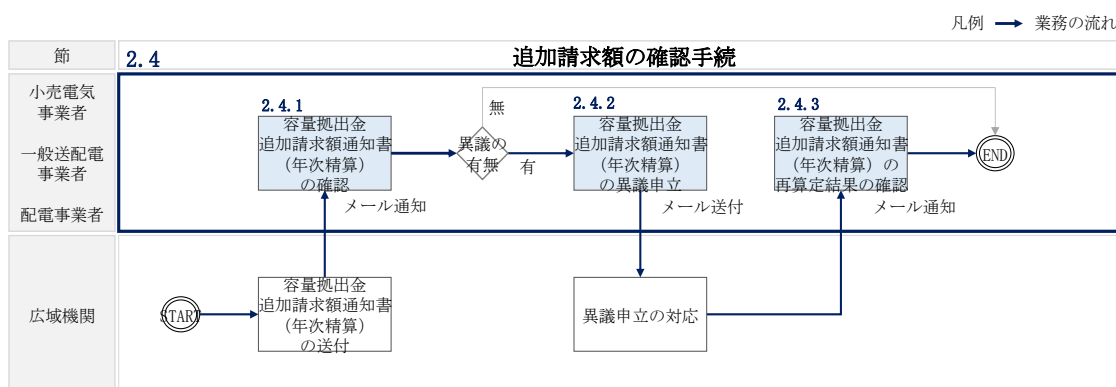 凡例 業務の流れ
節 2.4 追加請求額の確認手続
小売電気
事業者
一般送配電
事業者
配電事業者
2.4.1
容量拠出金
追加請求額通知書
（年次精算）
の確認
異議の
有無
無
有
2.4.2
容量拠出金
追加請求額通知書
（年次精算）
の異議申立
2.4.3
容量拠出金
追加請求額通知書
（年次精算）の
再算定結果の確認
END
メール通知
メール送付
メール通知
広域機関
START
容量拠出金
追加請求額通知書
（年次精算）
の送付
異議申立の対応